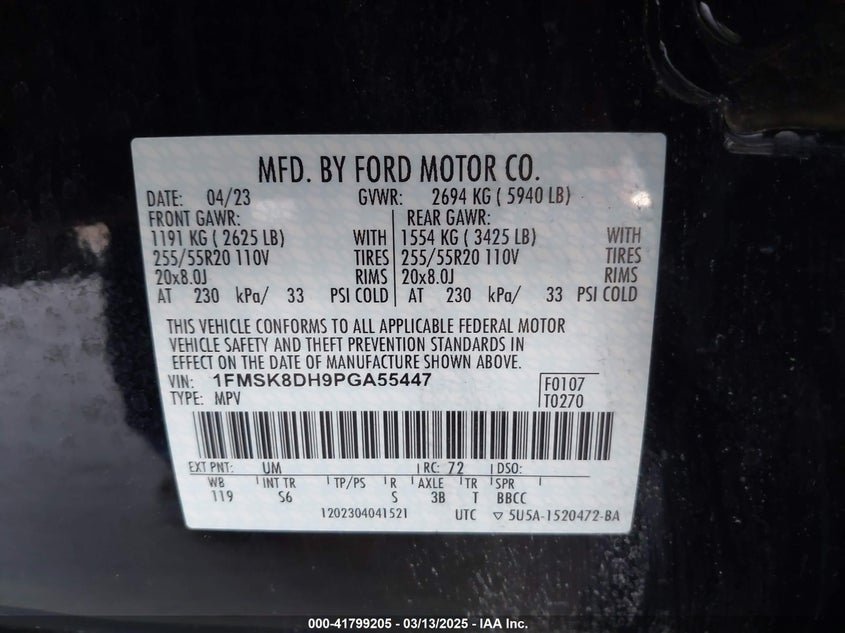 MFD. BY FORD MOTOR CO.
DATE: 04/23 GVWR: 2694 KG ( 5940 LB)
FRONT GAWR: REAR GAWR:
1191 KG ( 2625 LB) WITH 1554 KG ( 3425 LB) WITH
255/55R20 110V TIRES 255/55R20 110V TIRES
20x8.0J RIMS 20x8.0J RIMS
AT 230 kPa/ 33 PSI COLD AT 230 kPa/ 33 PSI COLD
THIS VEHICLE CONFORMS TO ALL APPLICABLE FEDERAL MOTOR
VEHICLE SAFETY AND THEFT PREVENTION STANDARDS IN
EFFECT ON THE DATE OF MANUFACTURE SHOWN ABOVE.
VIN: 1FMSK8DH9PGA55447 F0107
TYPE: MPV T0270
EXT PNT: UM RC: 72 DSO:
WB INT TR TP/PS R AXLE TR SPR
119 S6 S 3B T BBCC
1202304041521 UTC ▽ 5U5A-1520472-BA
000-41799205 - 03/13/2025 - IAA Inc.